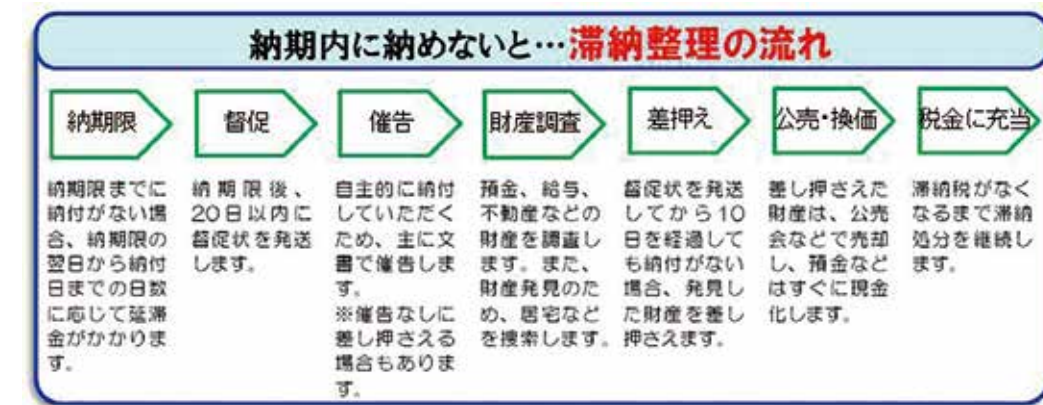 納期内に納めないと…滞納整理の流れ
納期限
督促
催告
財産調査
差押え
公売・換価
税金に充当
納期限までに
納付がない場
合、納期限の
翌日から納付
日までの日数
に応じて延滞
金がかかりま
す。
納期限後、
20日以内に
督促状を発送
します。
自主的に納付
していただく
ため、主に文
書で催告しま
す。
※催告なしに
差し押さえる
場合もありま
す。
預金、給与、
不動産などの
財産を調査し
ます。また、
財産発見のた
め、居宅など
を捜索します。
督促状を発送
してから10
日を経過して
も納付がない
場合、発見し
た財産を差し
押さえます。
差し押さえた
財産は、公売
会などで売却
し、預金など
はすぐに現金
化します。
滞納税がなく
なるまで滞納
処分を継続し
ます。